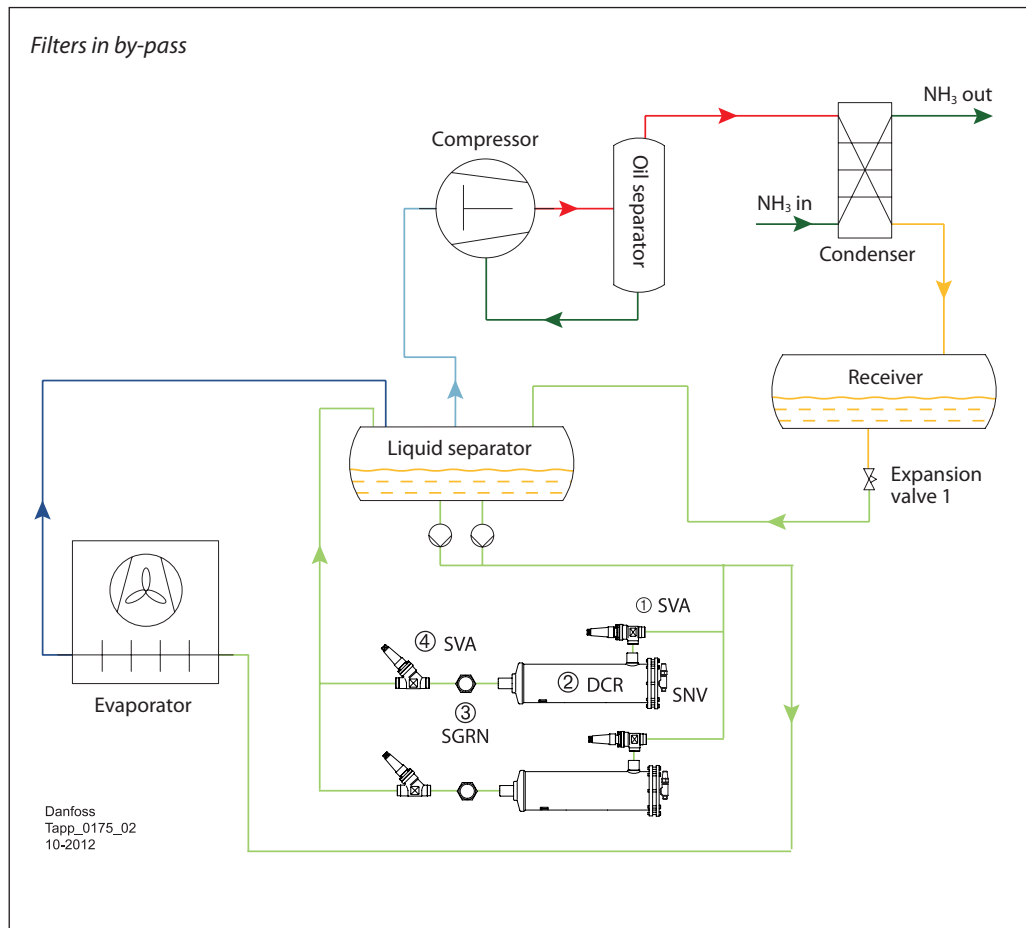 Filters in by-pass
NH₃ out
Compressor
Oil separator
NH₃ in
Condenser
Receiver
Liquid separator
Expansion
valve 1
① SVA
④ SVA
② DCR
SNV
③
SGRN
Evaporator
Danfoss
Tapp_0175_02
10-2012